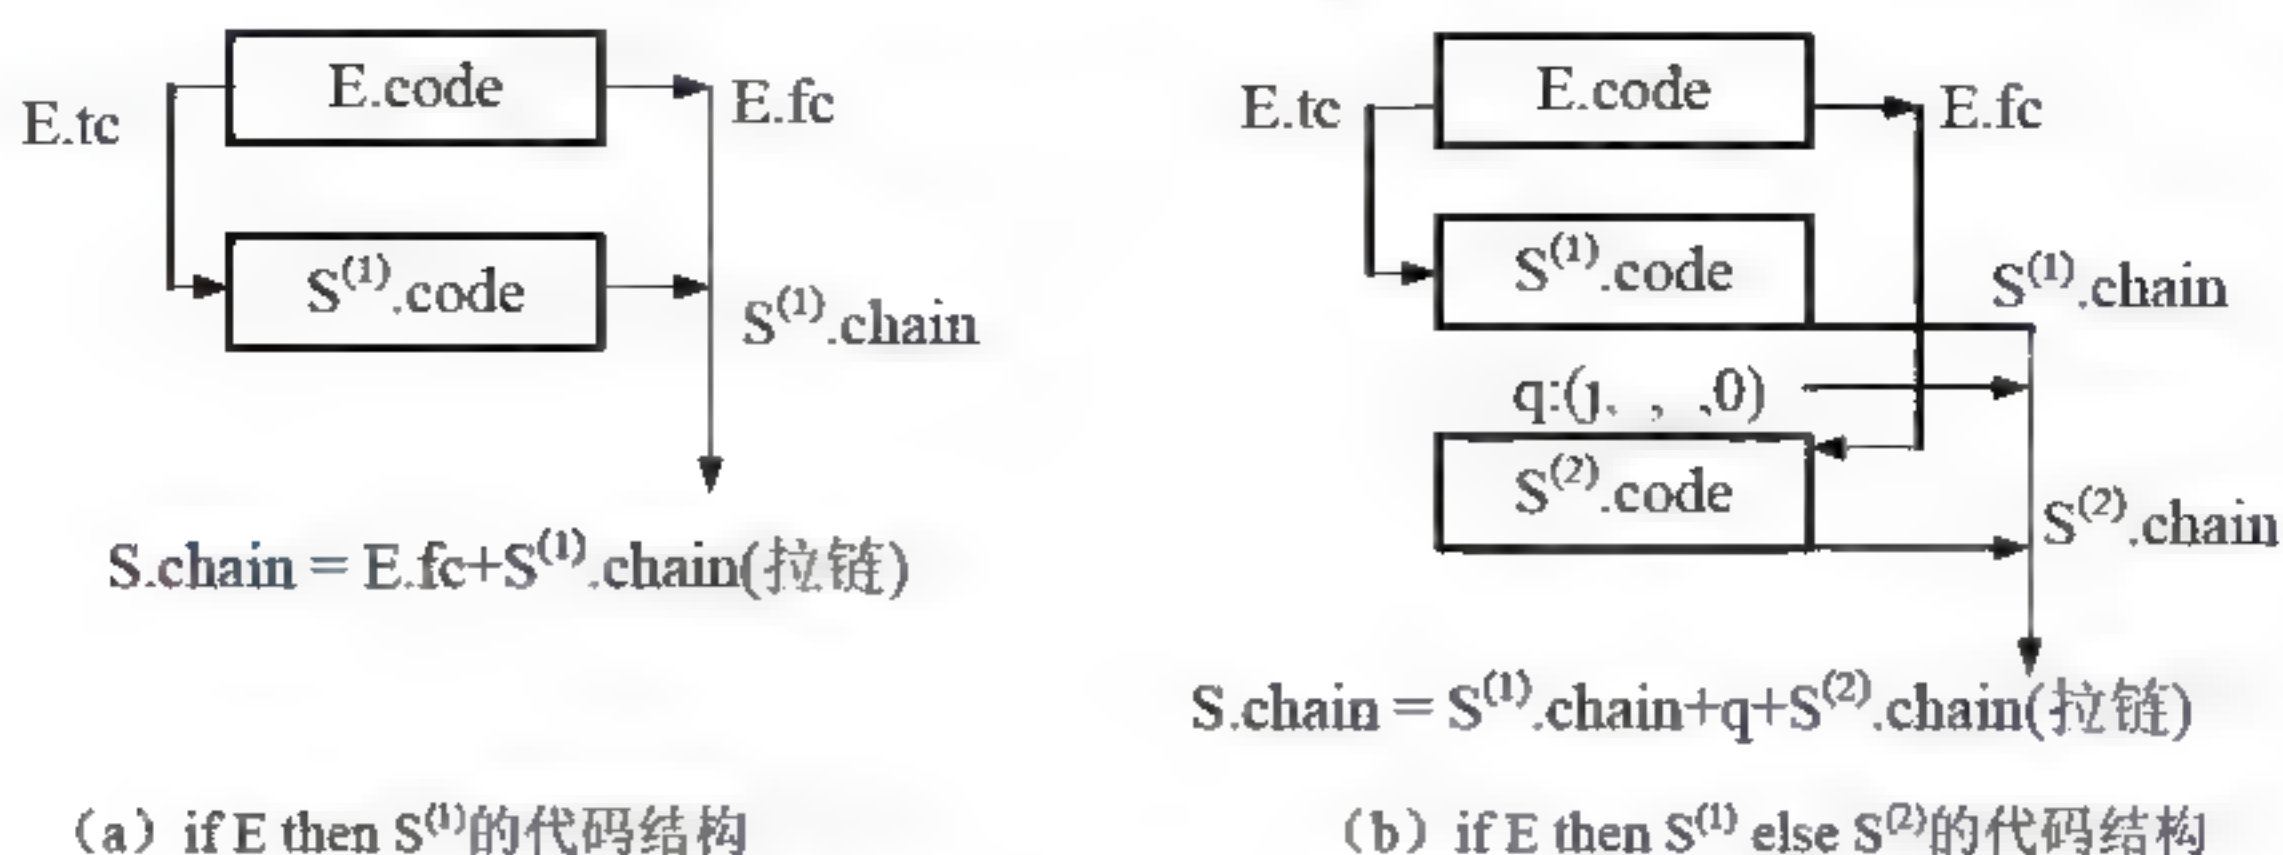 E.tc
E.code
E.fc
S⁽¹⁾.code
S⁽¹⁾.chain
S.chain = E.fc+S⁽¹⁾.chain(拉链)
(a) if E then S⁽¹⁾的代码结构
E.tc
E.code
E.fc
S⁽¹⁾.code
S⁽¹⁾.chain
q:(j, , ,0)
S⁽²⁾.code
S⁽²⁾.chain
S.chain = S⁽¹⁾.chain+q+S⁽²⁾.chain(拉链)
(b) if E then S⁽¹⁾ else S⁽²⁾的代码结构